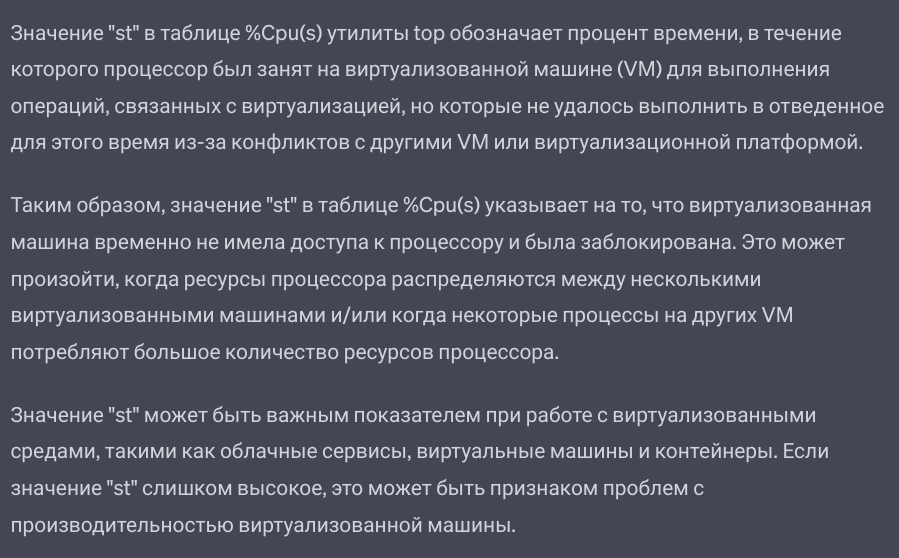 Значение "st" в таблице %Cpu(s) утилиты top обозначает процент времени, в течение
которого процессор был занят на виртуализованной машине (VM) для выполнения
операций, связанных с виртуализацией, но которые не удалось выполнить в отведенное
для этого время из-за конфликтов с другими VM или виртуализационной платформой.
Таким образом, значение "st" в таблице %Cpu(s) указывает на то, что виртуализованная
машина временно не имела доступа к процессору и была заблокирована. Это может
произойти, когда ресурсы процессора распределяются между несколькими
виртуализованными машинами и/или когда некоторые процессы на других VM
потребляют большое количество ресурсов процессора.
Значение "st" может быть важным показателем при работе с виртуализованными
средами, такими как облачные сервисы, виртуальные машины и контейнеры. Если
значение "st" слишком высокое, это может быть признаком проблем с
производительностью виртуализованной машины.